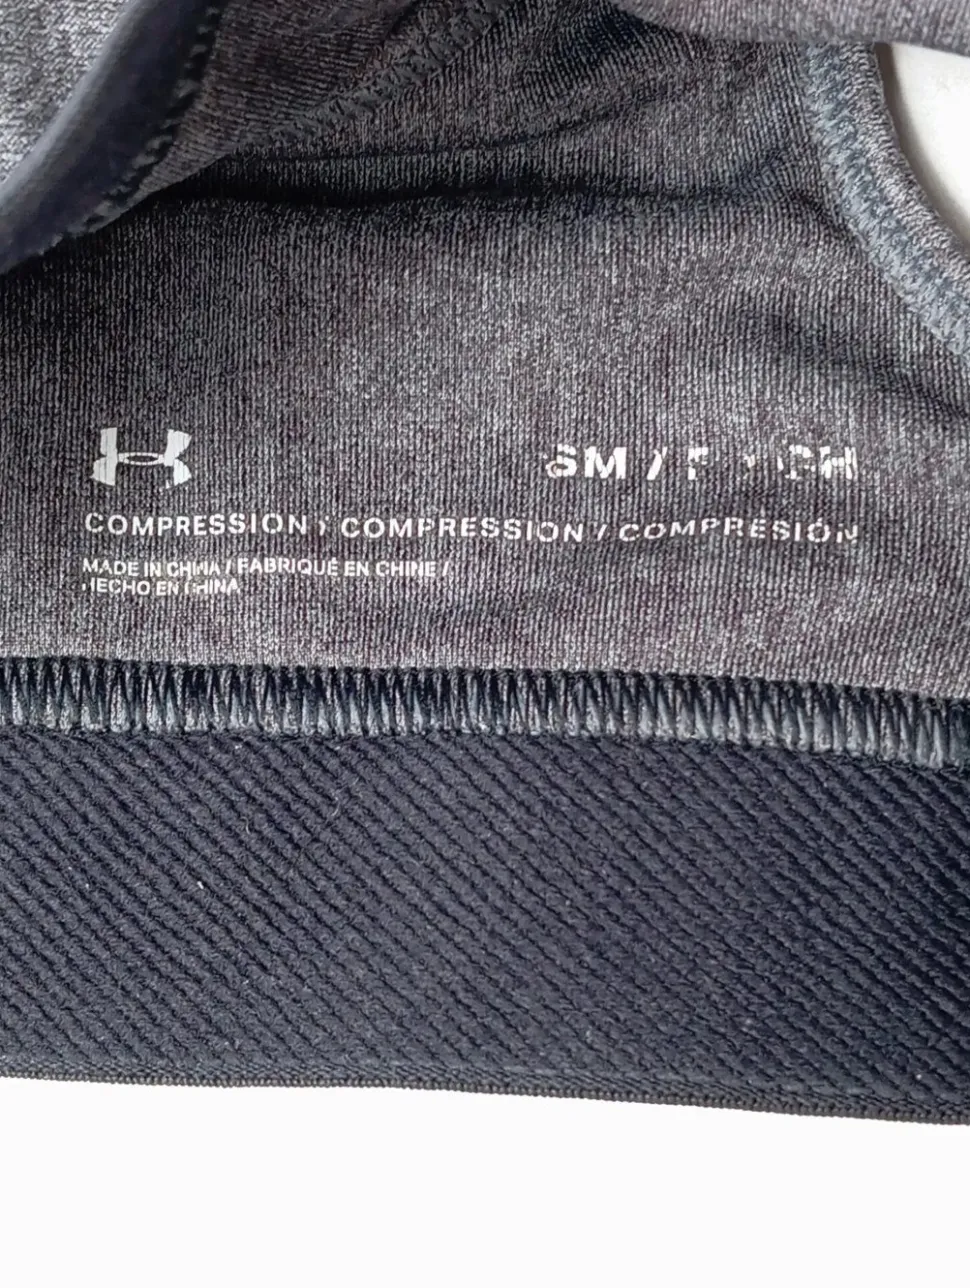 SM /
COMPRESSION / COMPRESSION / COMPRESIÓN
MADE IN CHINA / FABRIQUÉ EN CHINE /
HECHO EN CHINA